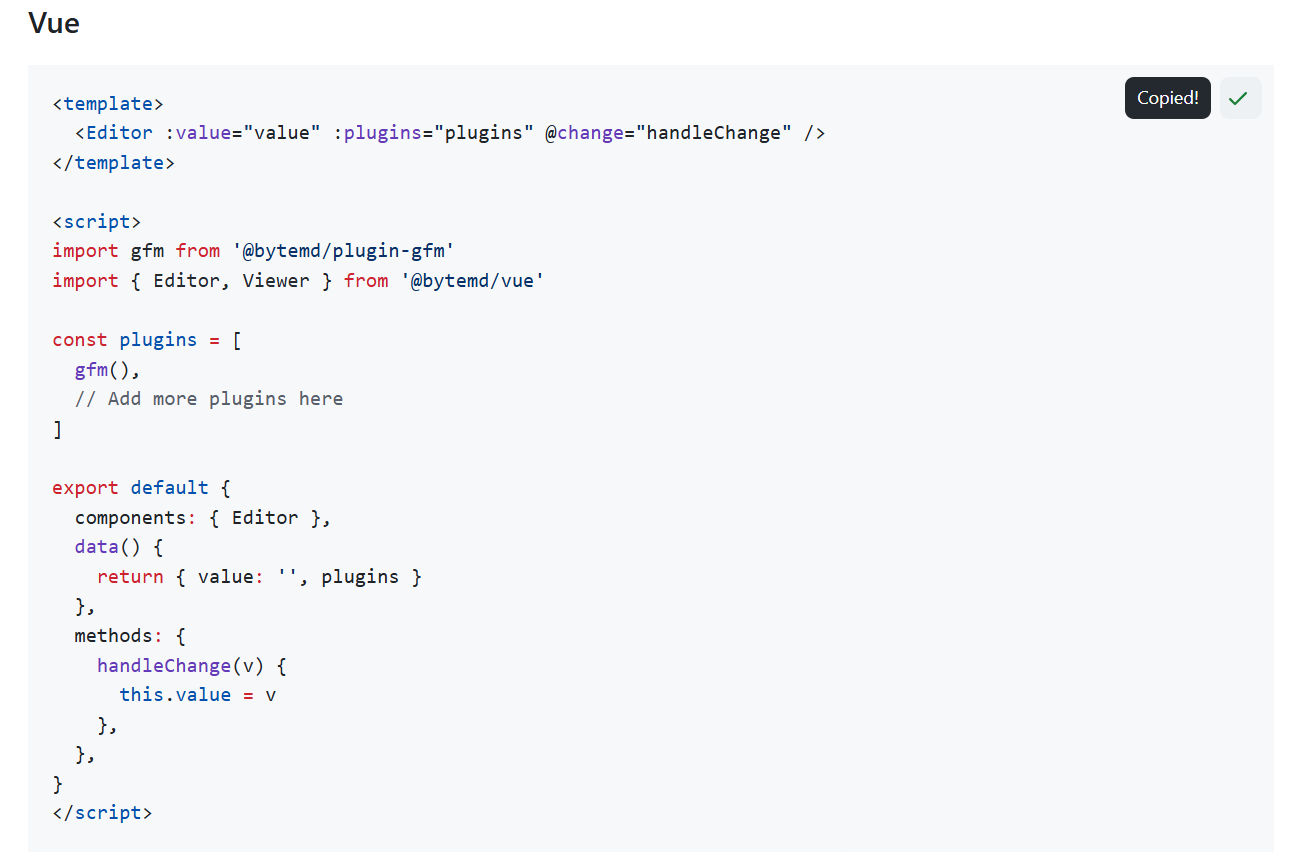 Vue
Copied!
<template>
  <Editor :value="value" :plugins="plugins" @change="handleChange" />
</template>

<script>
import gfm from '@bytemd/plugin-gfm'
import { Editor, Viewer } from '@bytemd/vue'

const plugins = [
  gfm(),
  // Add more plugins here
]

export default {
  components: { Editor },
  data() {
    return { value: '', plugins }
  },
  methods: {
    handleChange(v) {
      this.value = v
    },
  },
}
</script>